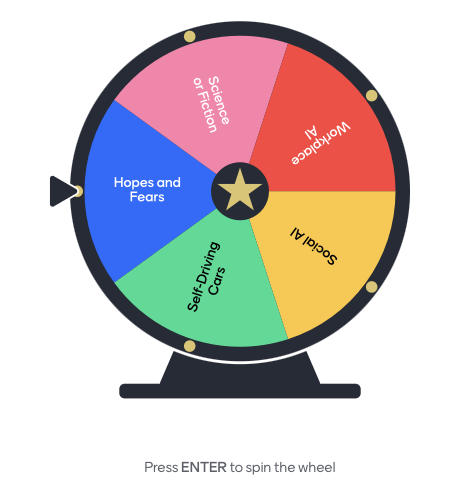 Science
or Fiction
Workplace
AI
Hopes and
Fears
Social AI
Self-Driving
Cars
Press ENTER to spin the wheel